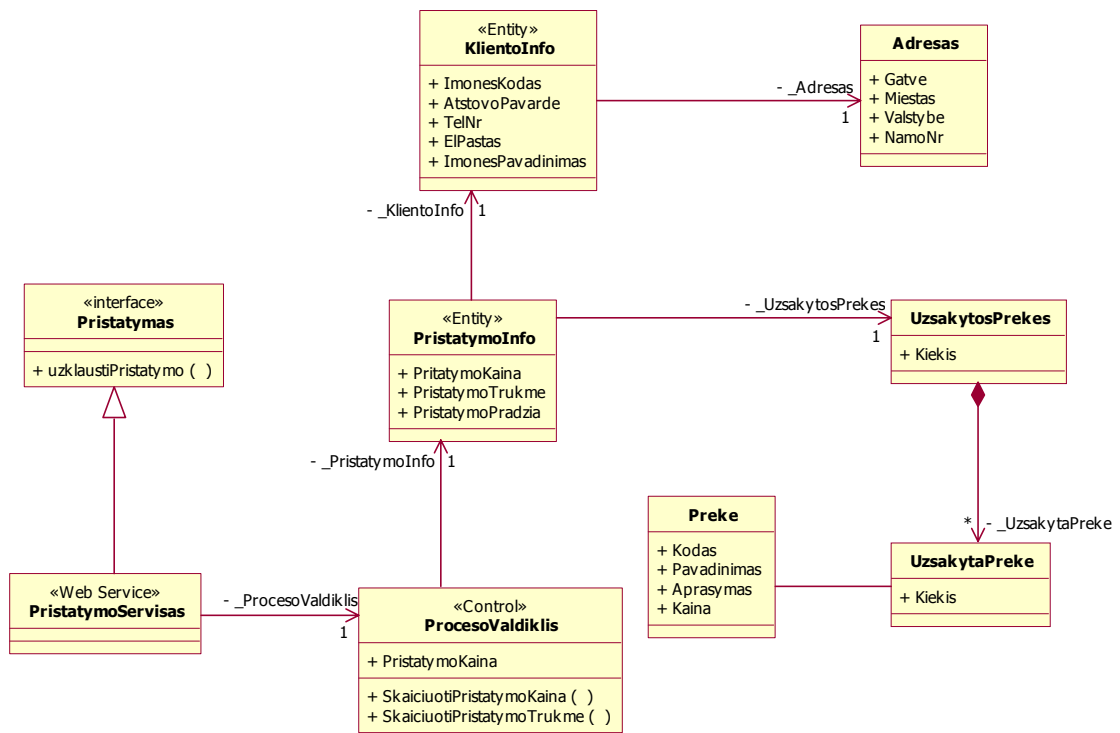 «Entity»
KlientoInfo
+ ImonesKodas
+ AtstovoPavarde
+ TelNr
+ ElPastas
+ ImonesPavadinimas
- _Adresas
1
Adresas
+ Gatve
+ Miestas
+ Valstybe
+ NamoNr
- _KlientoInfo
1
«interface»
Pristatymas
+ uzklaustiPristatymo ( )
«Entity»
PristatymoInfo
+ PritatymoKaina
+ PristatymoTrukme
+ PristatymoPradzia
- _UzsakytosPrekes
1
UzsakytosPrekes
+ Kiekis
- _PristatymoInfo
1
Preke
+ Kodas
+ Pavadinimas
+ Aprasymas
+ Kaina
* - _UzsakytaPreke
UzsakytaPreke
+ Kiekis
«Web Service»
PristatymoServisas
- _ProcesoValdiklis
1
«Control»
ProcesoValdiklis
+ PristatymoKaina
+ SkaiciuotiPristatymoKaina ( )
+ SkaiciuotiPristatymoTrukme ( )